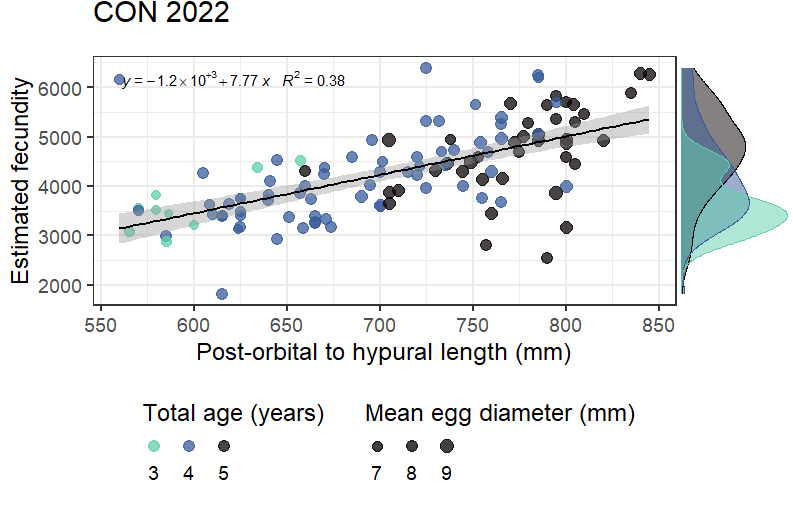 CON 2022
y = −1.2 × 10⁺³ + 7.77 x   R² = 0.38
Estimated fecundity
6000
5000
4000
3000
2000
550 600 650 700 750 800 850
Post-orbital to hypural length (mm)
Total age (years) Mean egg diameter (mm)
3 4 5 7 8 9